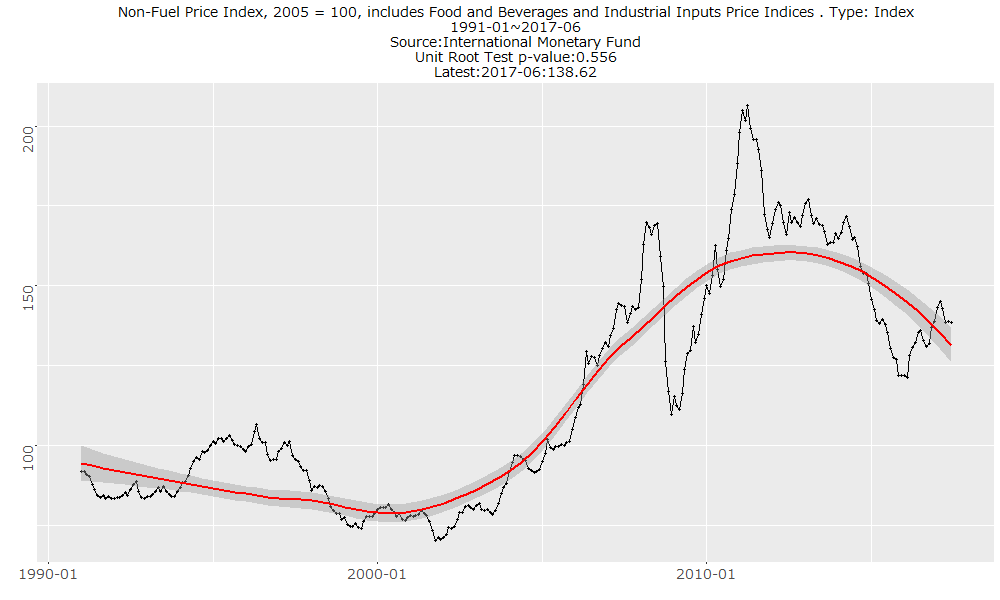 Non-Fuel Price Index, 2005 = 100, includes Food and Beverages and Industrial Inputs Price Indices . Type: Index
1991-01~2017-06
Source:International Monetary Fund
Unit Root Test p-value:0.556
Latest:2017-06:138.62
200
150
100
1990-01
2000-01
2010-01